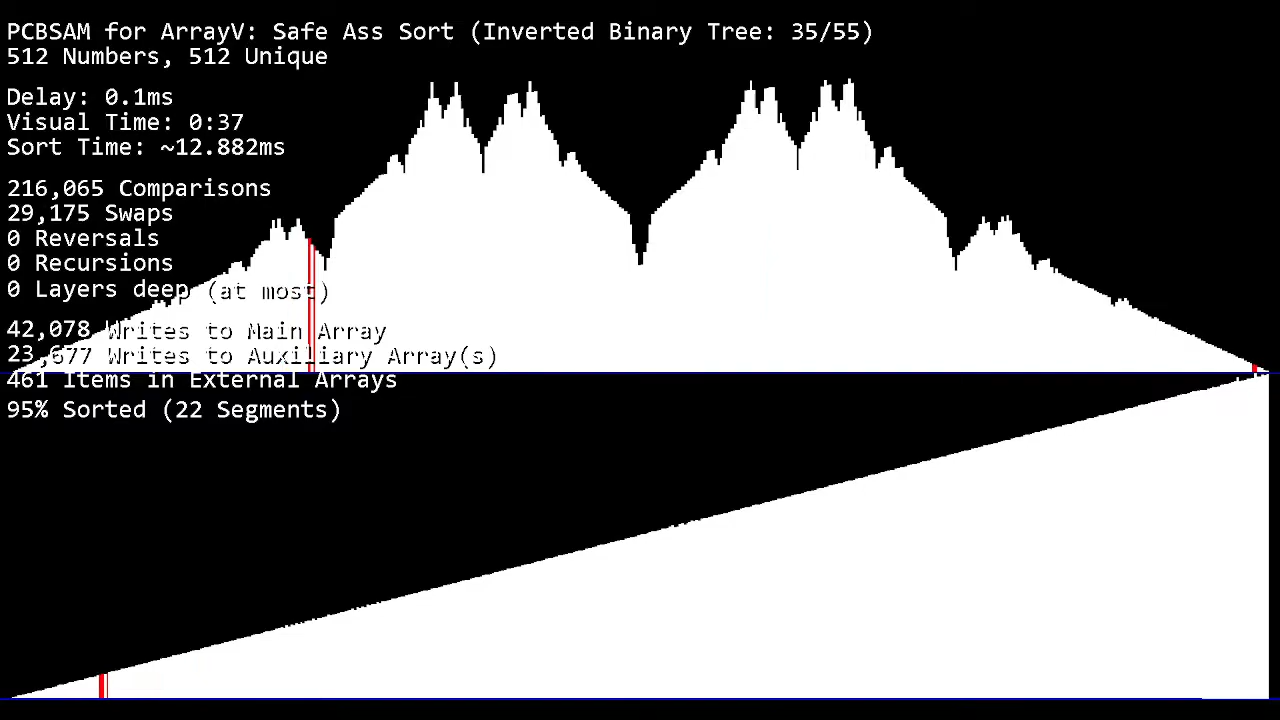 PCBSAM for ArrayV: Safe Ass Sort (Inverted Binary Tree: 35/55)
512 Numbers, 512 Unique
Delay: 0.1ms
Visual Time: 0:37
Sort Time: ~12.882ms
216,065 Comparisons
29,175 Swaps
0 Reversals
0 Recursions
0 Layers deep (at most)
42,078 Writes to Main Array
23,677 Writes to Auxiliary Array(s)
461 Items in External Arrays
95% Sorted (22 Segments)